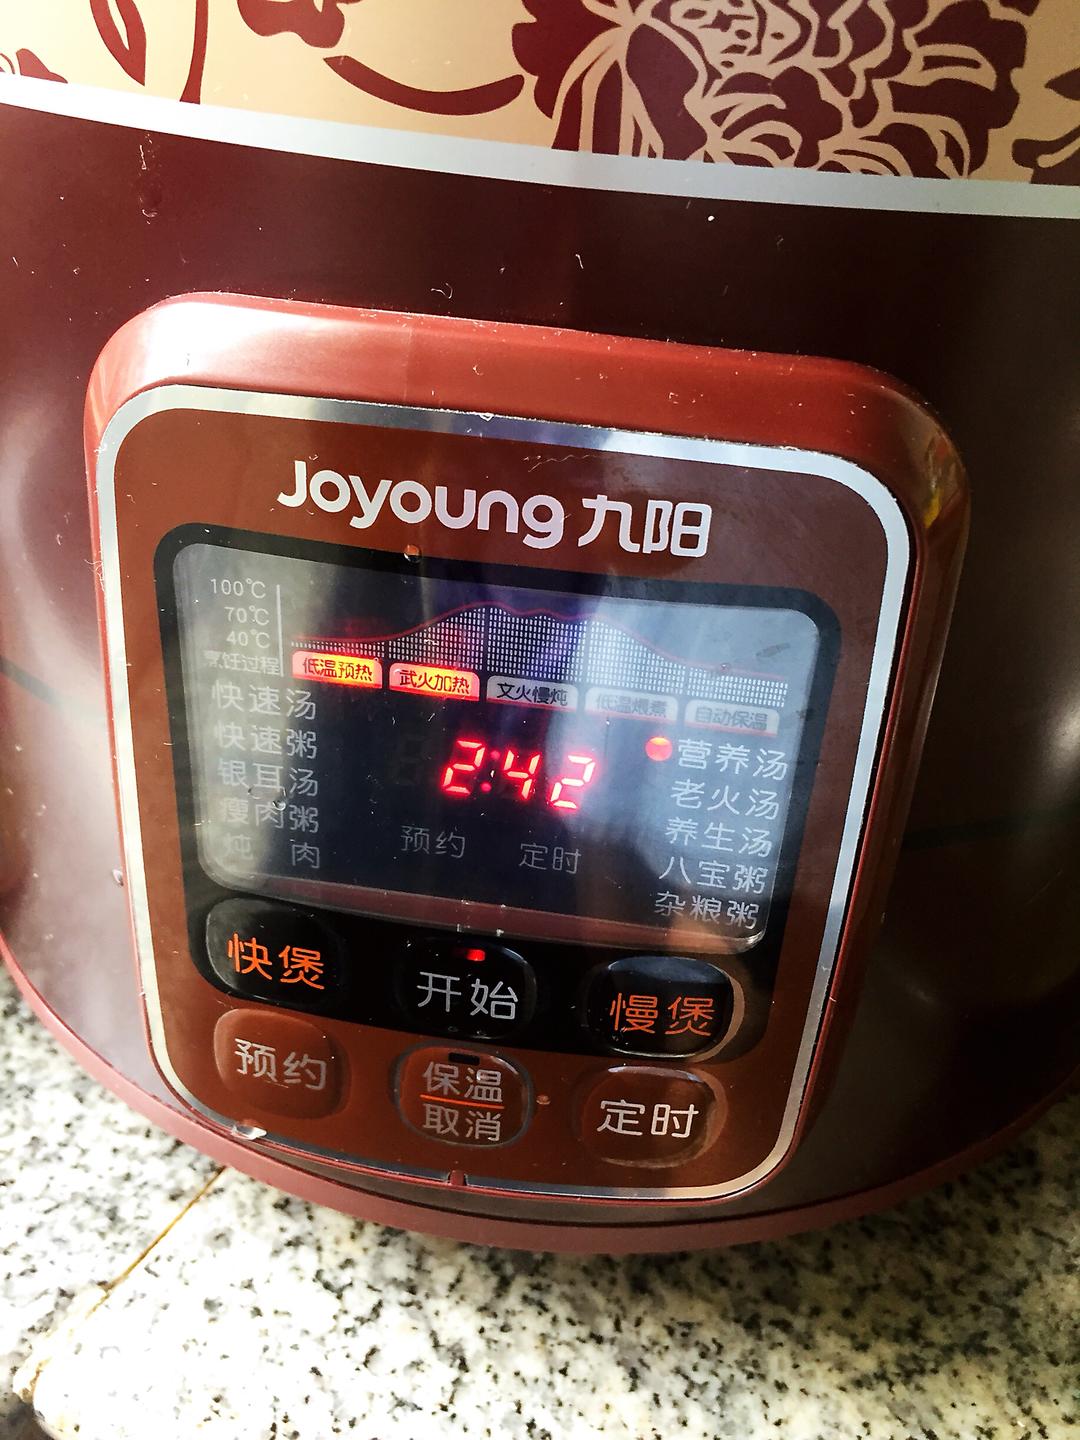 Joyoung 九阳
100℃
70℃
40℃
烹饪过程
低温预热
武火加热
文火慢炖
低温煨煮
自动保温
快速汤
快速粥
银耳汤
瘦肉粥
炖 肉
2:42
预约
定时
营养汤
老火汤
养生汤
八宝粥
杂粮粥
快煲
开始
慢煲
预约
保温
取消
定时